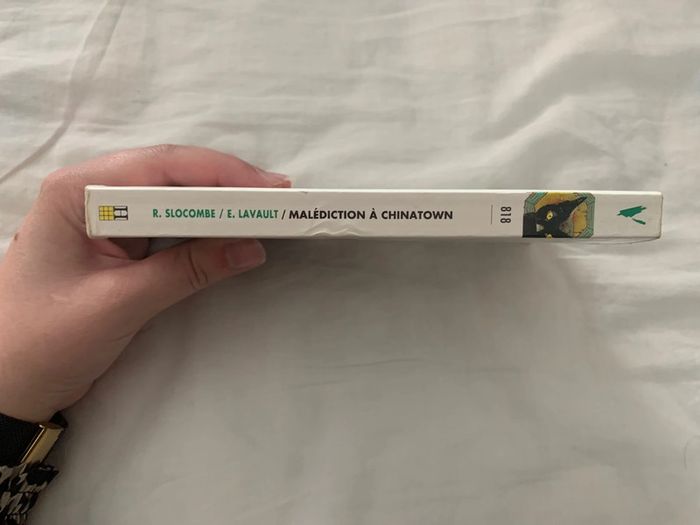 R. SLOCOMBE / E. LAVAULT / MALÉDICTION À CHINATOWN
818
H